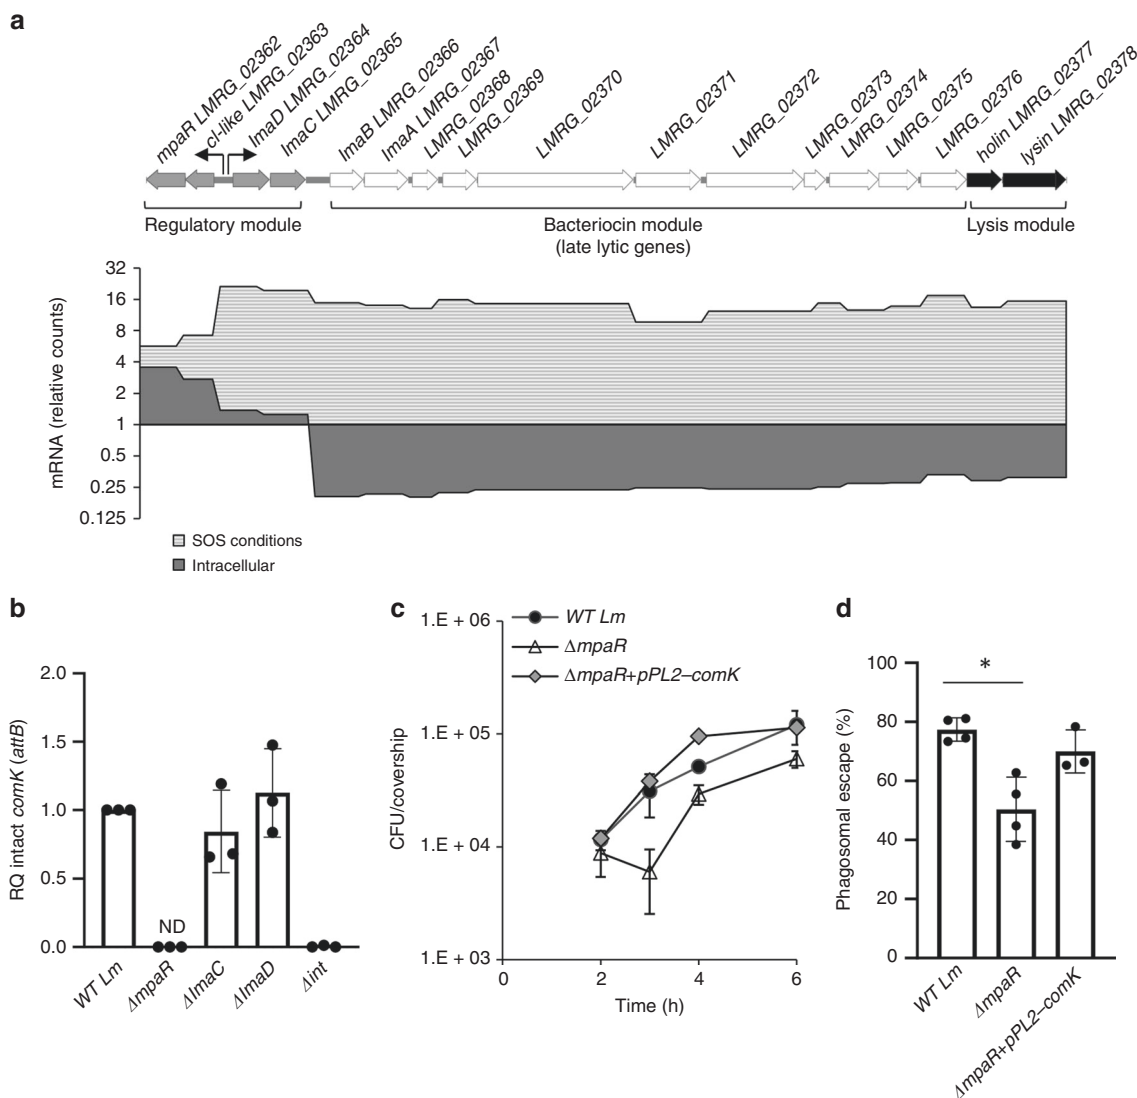 a
mpaR LMRG_02362
cI-like LMRG_02363
lmaD LMRG_02364
lmaC LMRG_02365
lmaB LMRG_02366
lmaA LMRG_02367
LMRG_02368
LMRG_02369
LMRG_02370
LMRG_02371
LMRG_02372
LMRG_02373
LMRG_02374
LMRG_02375
LMRG_02376
holin LMRG_02377
lysin LMRG_02378
Regulatory module
Bacteriocin module
(late lytic genes)
Lysis module
mRNA (relative counts)
32
16
8
4
2
1
0.5
0.25
0.125
SOS conditions
Intracellular
b
RQ intact comK (attB)
2.0
1.5
1.0
0.5
0.0
ND
WT Lm
ΔmpaR
ΔlmaC
ΔlmaD
Δint
c
CFU/covership
1.E + 06
1.E + 05
1.E + 04
1.E + 03
WT Lm
ΔmpaR
ΔmpaR+pPL2–comK
0
2
4
6
Time (h)
d
Phagosomal escape (%)
100
80
60
40
20
0
*
WT Lm
ΔmpaR
ΔmpaR+pPL2–comK